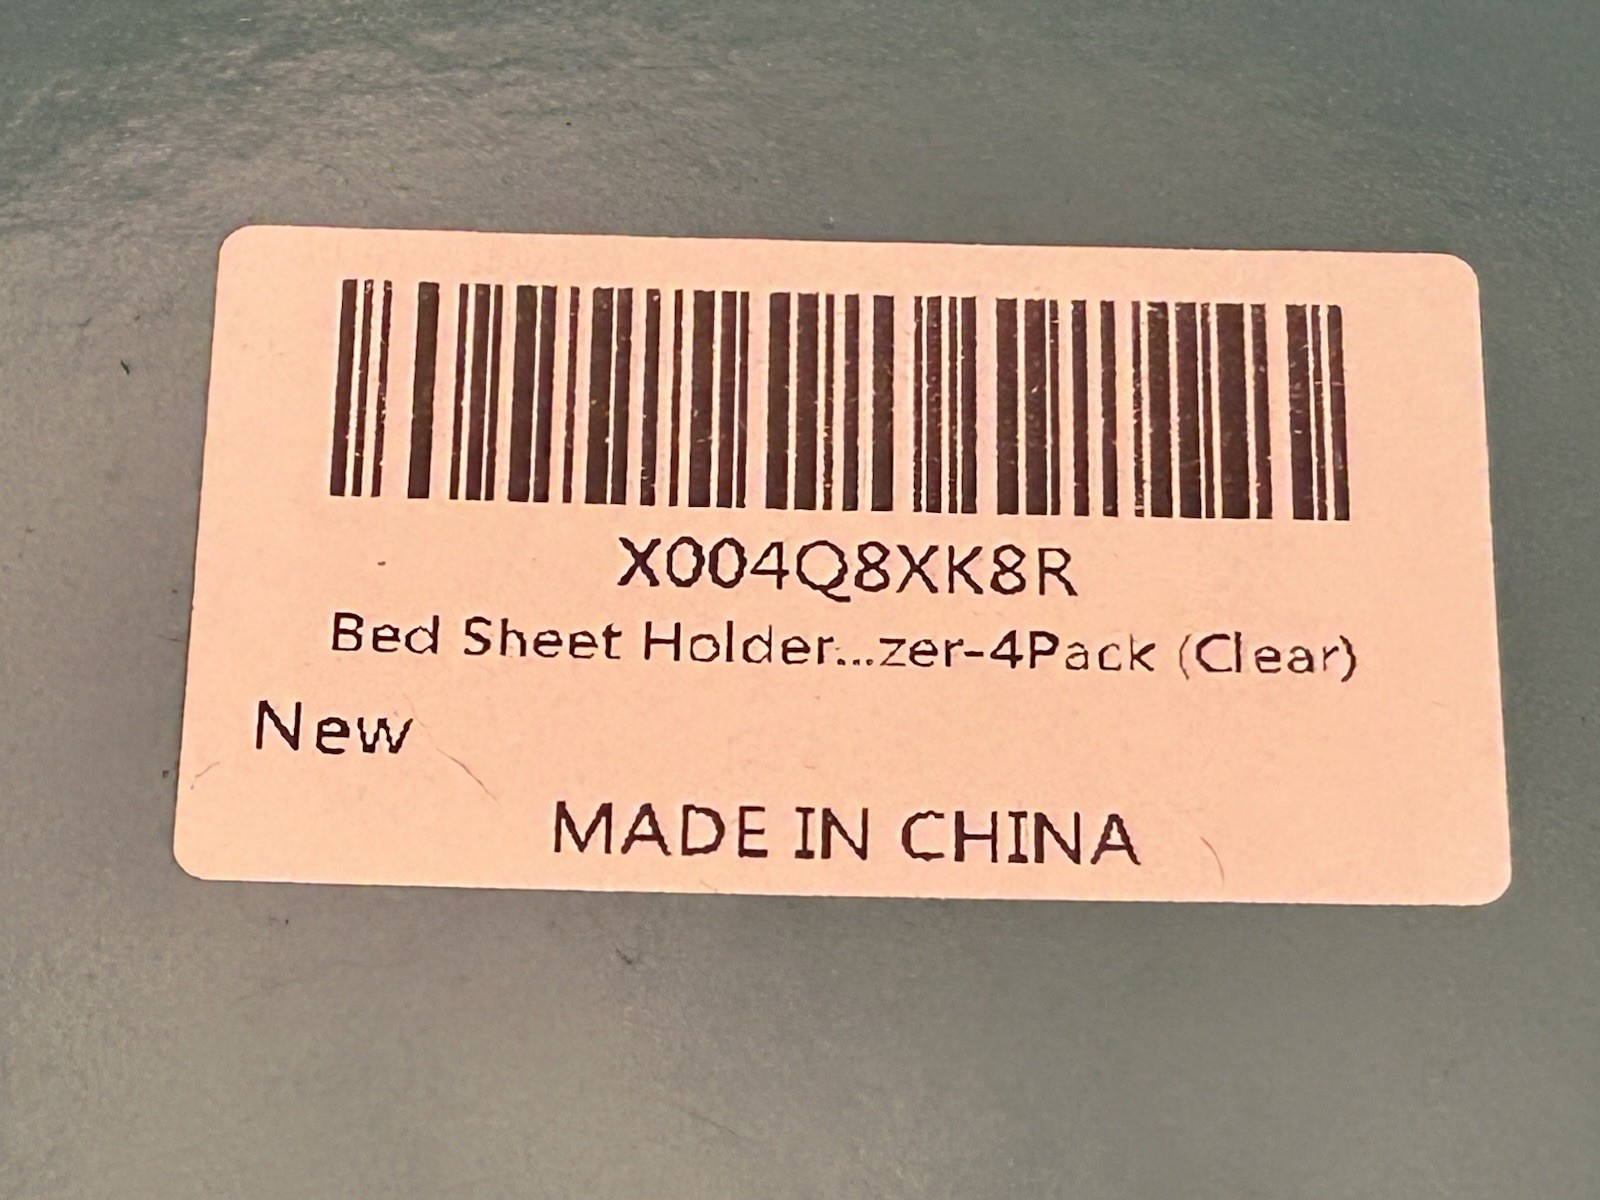 X004Q8XK8R
Bed Sheet Holder...zer-4Pack (Clear)
New
MADE IN CHINA